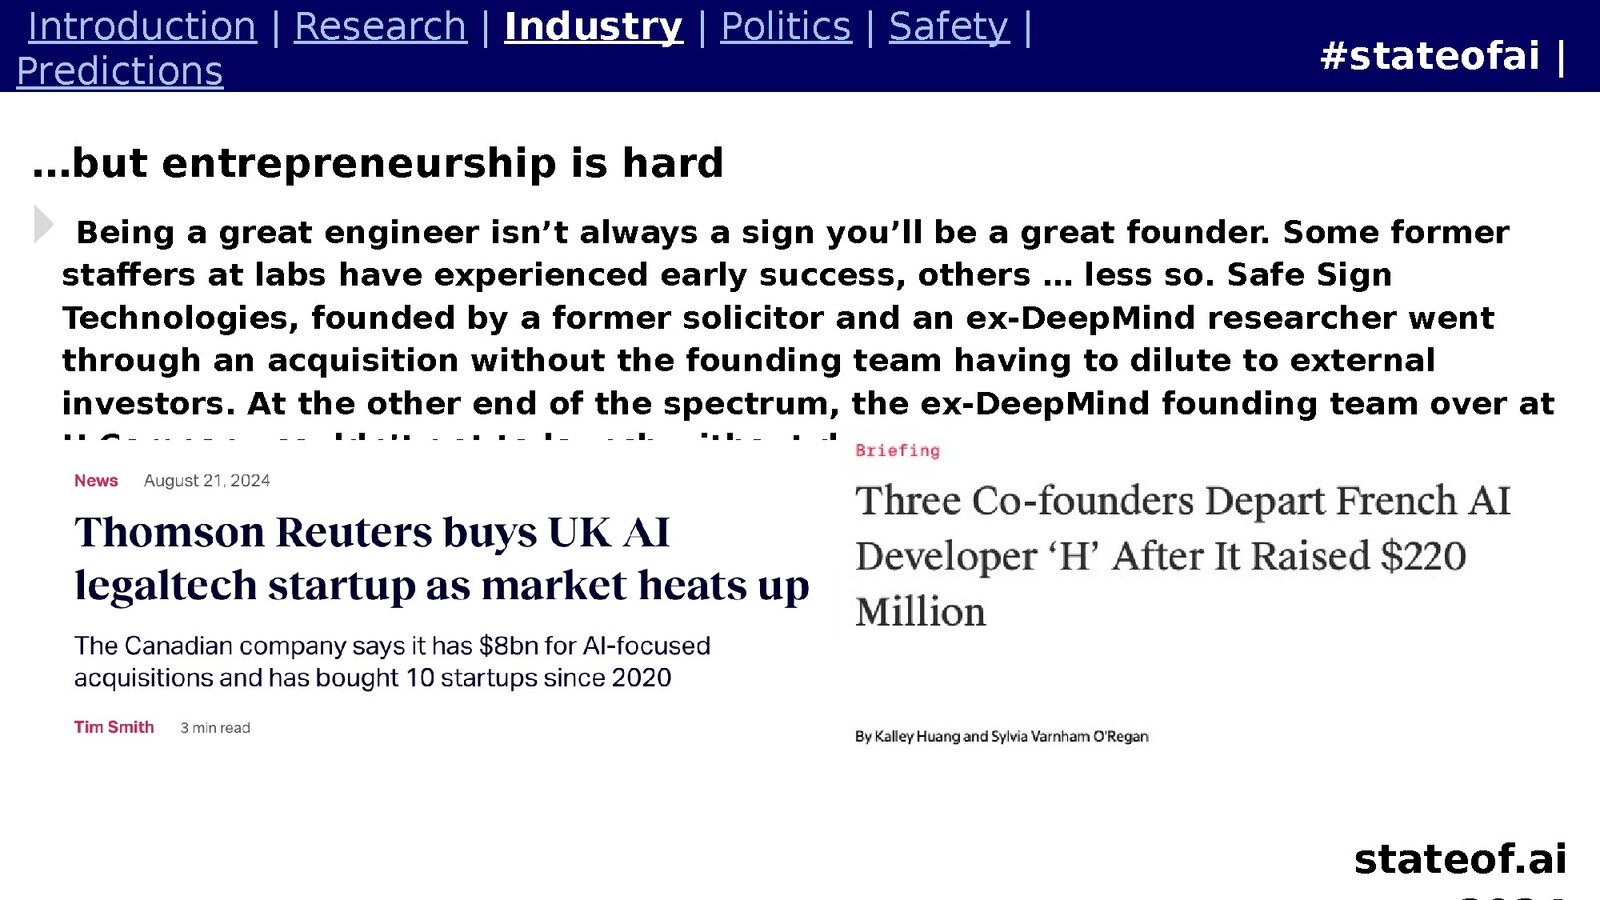 Introduction | Research | Industry | Politics | Safety |
Predictions
#stateofai |
…but entrepreneurship is hard
Being a great engineer isn’t always a sign you’ll be a great founder. Some former
staffers at labs have experienced early success, others … less so. Safe Sign
Technologies, founded by a former solicitor and an ex-DeepMind researcher went
through an acquisition without the founding team having to dilute to external
investors. At the other end of the spectrum, the ex-DeepMind founding team over at
News August 21, 2024
Thomson Reuters buys UK AI
legaltech startup as market heats up
The Canadian company says it has $8bn for AI-focused
acquisitions and has bought 10 startups since 2020
Tim Smith 3 min read
Briefing
Three Co-founders Depart French AI
Developer ‘H’ After It Raised $220
Million
By Kalley Huang and Sylvia Varnham O'Regan
stateof.ai